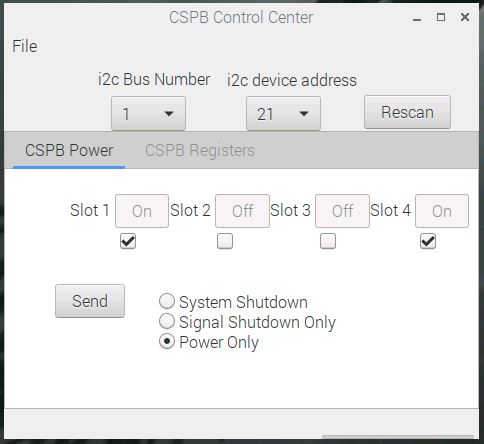 CSPB Control Center
File
i2c Bus Number i2c device address
1 21 Rescan
CSPB Power CSPB Registers
Slot 1 On Slot 2 Off Slot 3 Off Slot 4 On
Send
System Shutdown
Signal Shutdown Only
Power Only